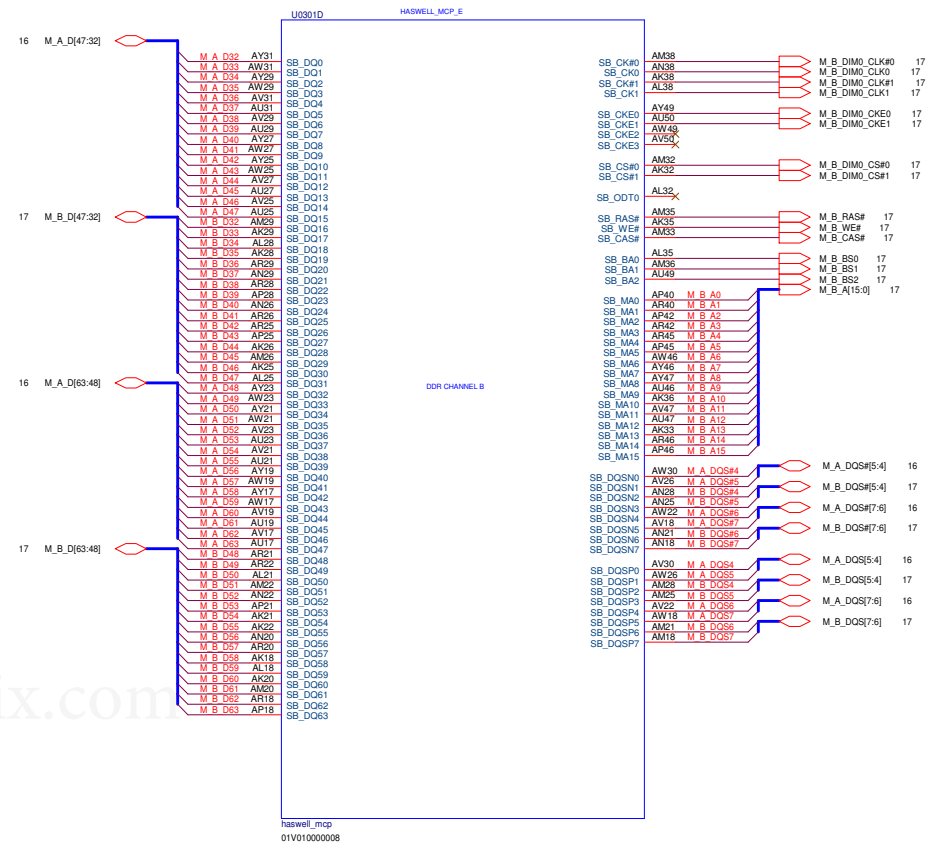 U0301D
HASWELL_MCP_E
16 M_A_D[47:32]
M_A_D32 AY31 SB_DQ0
M_A_D33 AW31 SB_DQ1
M_A_D34 AY29 SB_DQ2
M_A_D35 AW29 SB_DQ3
M_A_D36 AV31 SB_DQ4
M_A_D37 AU31 SB_DQ5
M_A_D38 AV29 SB_DQ6
M_A_D39 AU29 SB_DQ7
M_A_D40 AY27 SB_DQ8
M_A_D41 AW27 SB_DQ9
M_A_D42 AY25 SB_DQ10
M_A_D43 AW25 SB_DQ11
M_A_D44 AV27 SB_DQ12
M_A_D45 AU27 SB_DQ13
M_A_D46 AV25 SB_DQ14
M_A_D47 AU25 SB_DQ15
17 M_B_D[47:32]
M_B_D32 AM29 SB_DQ16
M_B_D33 AK29 SB_DQ17
M_B_D34 AL28 SB_DQ18
M_B_D35 AK28 SB_DQ19
M_B_D36 AR29 SB_DQ20
M_B_D37 AN29 SB_DQ21
M_B_D38 AR28 SB_DQ22
M_B_D39 AP28 SB_DQ23
M_B_D40 AN26 SB_DQ24
M_B_D41 AR26 SB_DQ25
M_B_D42 AR25 SB_DQ26
M_B_D43 AP25 SB_DQ27
M_B_D44 AK26 SB_DQ28
M_B_D45 AM26 SB_DQ29
M_B_D46 AK25 SB_DQ30
M_B_D47 AL25 SB_DQ31
16 M_A_D[63:48]
M_A_D48 AY23 SB_DQ32
M_A_D49 AW23 SB_DQ33
M_A_D50 AY21 SB_DQ34
M_A_D51 AW21 SB_DQ35
M_A_D52 AV23 SB_DQ36
M_A_D53 AU23 SB_DQ37
M_A_D54 AV21 SB_DQ38
M_A_D55 AU21 SB_DQ39
M_A_D56 AY19 SB_DQ40
M_A_D57 AW19 SB_DQ41
M_A_D58 AY17 SB_DQ42
M_A_D59 AW17 SB_DQ43
M_A_D60 AV19 SB_DQ44
M_A_D61 AU19 SB_DQ45
M_A_D62 AV17 SB_DQ46
M_A_D63 AU17 SB_DQ47
17 M_B_D[63:48]
M_B_D48 AR21 SB_DQ48
M_B_D49 AR22 SB_DQ49
M_B_D50 AL21 SB_DQ50
M_B_D51 AM22 SB_DQ51
M_B_D52 AN22 SB_DQ52
M_B_D53 AP21 SB_DQ53
M_B_D54 AK21 SB_DQ54
M_B_D55 AK22 SB_DQ55
M_B_D56 AN20 SB_DQ56
M_B_D57 AR20 SB_DQ57
M_B_D58 AK18 SB_DQ58
M_B_D59 AL18 SB_DQ59
M_B_D60 AK20 SB_DQ60
M_B_D61 AM20 SB_DQ61
M_B_D62 AR18 SB_DQ62
M_B_D63 AP18 SB_DQ63
ix.com
DDR CHANNEL B
SB_CK#0 AM38 M_B_DIM0_CLK#0 17
SB_CK0 AN38 M_B_DIM0_CLK0 17
SB_CK#1 AK38 M_B_DIM0_CLK#1 17
SB_CK1 AL38 M_B_DIM0_CLK1 17
SB_CKE0 AY49 M_B_DIM0_CKE0 17
SB_CKE1 AU50 M_B_DIM0_CKE1 17
SB_CKE2 AW49
SB_CKE3 AV50
SB_CS#0 AM32 M_B_DIM0_CS#0 17
SB_CS#1 AK32 M_B_DIM0_CS#1 17
SB_ODT0 AL32
SB_RAS# AM35 M_B_RAS# 17
SB_WE# AK35 M_B_WE# 17
SB_CAS# AM33 M_B_CAS# 17
SB_BA0 AL35 M_B_BS0 17
SB_BA1 AM36 M_B_BS1 17
SB_BA2 AU49 M_B_BS2 17
M_B_A[15:0] 17
SB_MA0 AP40 M_B_A0
SB_MA1 AR40 M_B_A1
SB_MA2 AP42 M_B_A2
SB_MA3 AR42 M_B_A3
SB_MA4 AR45 M_B_A4
SB_MA5 AP45 M_B_A5
SB_MA6 AW46 M_B_A6
SB_MA7 AY46 M_B_A7
SB_MA8 AY47 M_B_A8
SB_MA9 AU46 M_B_A9
SB_MA10 AK36 M_B_A10
SB_MA11 AV47 M_B_A11
SB_MA12 AU47 M_B_A12
SB_MA13 AK33 M_B_A13
SB_MA14 AR46 M_B_A14
SB_MA15 AP46 M_B_A15
SB_DQSN0 AW30 M_A_DQS#4 M_A_DQS#[5:4] 16
SB_DQSN1 AV26 M_A_DQS#5
SB_DQSN2 AN28 M_B_DQS#4 M_B_DQS#[5:4] 17
SB_DQSN3 AN25 M_B_DQS#5
SB_DQSN4 AW22 M_A_DQS#6 M_A_DQS#[7:6] 16
SB_DQSN5 AV18 M_A_DQS#7
SB_DQSN6 AN21 M_B_DQS#6 M_B_DQS#[7:6] 17
SB_DQSN7 AN18 M_B_DQS#7
SB_DQSP0 AV30 M_A_DQS4 M_A_DQS[5:4] 16
SB_DQSP1 AW26 M_A_DQS5
SB_DQSP2 AM28 M_B_DQS4 M_B_DQS[5:4] 17
SB_DQSP3 AM25 M_B_DQS5
SB_DQSP4 AV22 M_A_DQS6 M_A_DQS[7:6] 16
SB_DQSP5 AW18 M_A_DQS7
SB_DQSP6 AM21 M_B_DQS6 M_B_DQS[7:6] 17
SB_DQSP7 AM18 M_B_DQS7
haswell_mcp
01V010000008